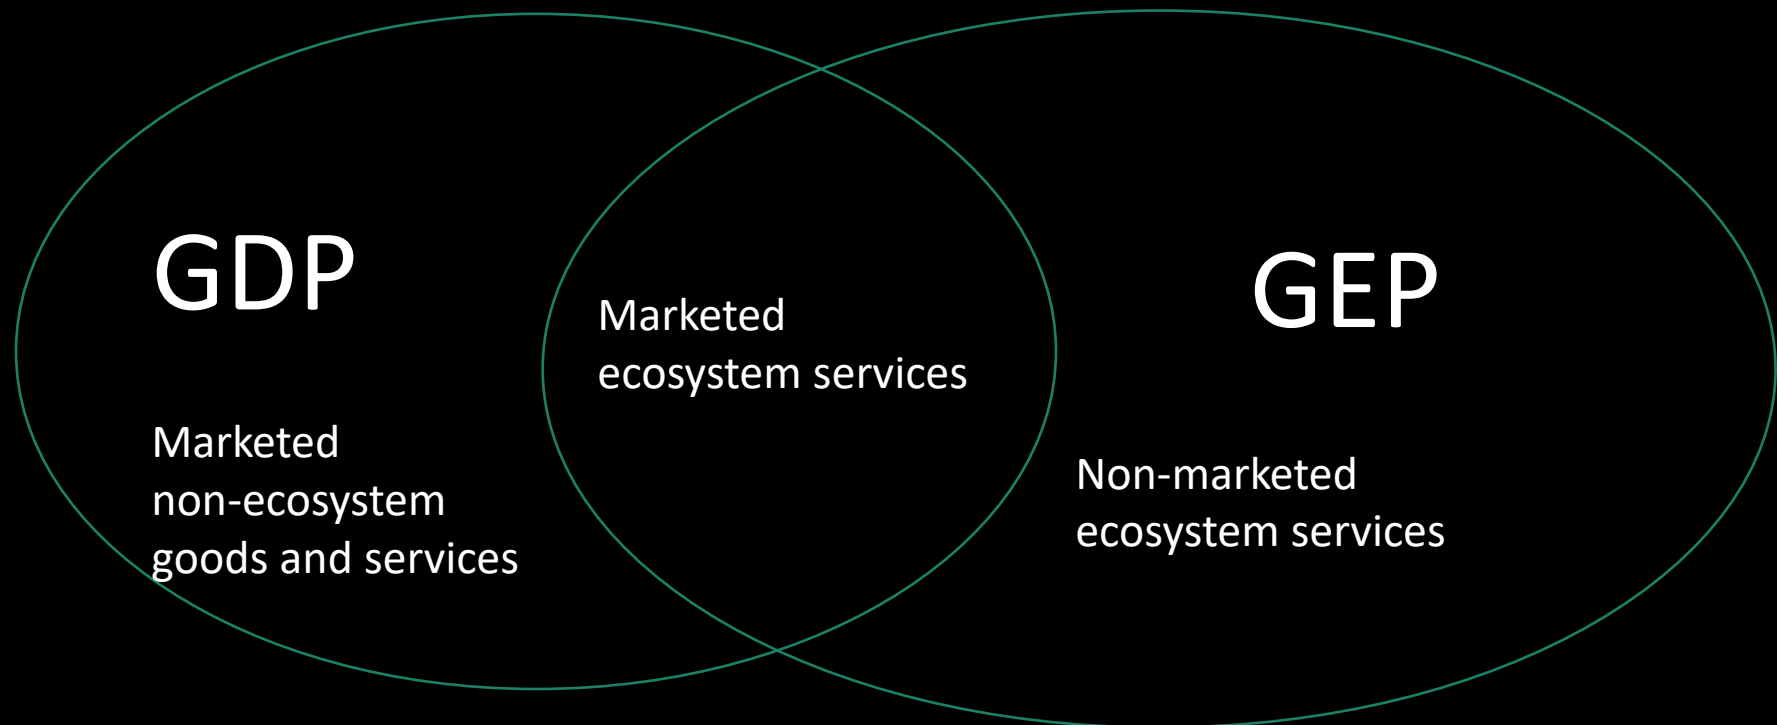 GDP
Marketed
non-ecosystem
goods and services
Marketed
ecosystem services
GEP
Non-marketed
ecosystem services